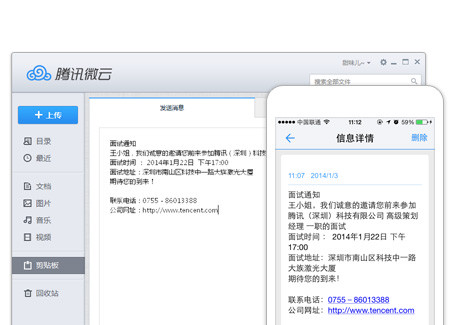 甜味儿~
腾讯微云
搜索全部文件
上传
目录
最近
文档
图片
音乐
视频
剪贴板
回收站
发送消息
面试通知
王小姐，我们诚意的邀请您前来参加腾讯（深圳）科技
面试时间：2014年1月22日 下午17:00
面试地址：深圳市南山区科技中一路大族激光大厦
期待您的到来！
联系电话：0755－86013388
公司网址：http://www.tencent.com
中国联通
11:12
59%
信息详情
删除
11:07 2014/1/3
面试通知
王小姐，我们诚意的邀请您前来参加
腾讯（深圳）科技有限公司 高级策划
经理 一职的面试
面试时间： 2014年1月22日 下午
17:00
面试地址：深圳市南山区科技中一路
大族激光大厦
期待您的到来！
联系电话：0755－86013388
公司网址：http://www.tencent.com